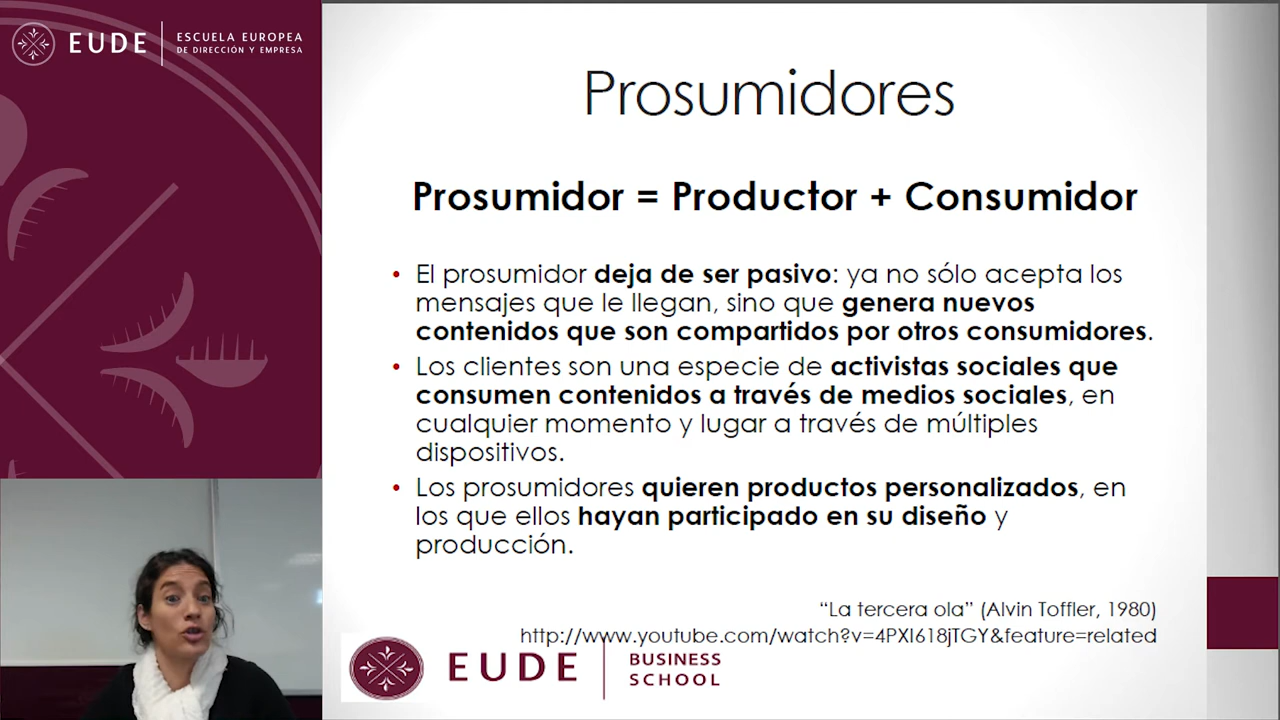 EUDE
ESCUELA EUROPEA
DE DIRECCIÓN Y EMPRESA
Prosumidores
Prosumidor = Productor + Consumidor
• El prosumidor deja de ser pasivo: ya no sólo acepta los
mensajes que le llegan, sino que genera nuevos
contenidos que son compartidos por otros consumidores.
• Los clientes son una especie de activistas sociales que
consumen contenidos a través de medios sociales, en
cualquier momento y lugar a través de múltiples
dispositivos.
• Los prosumidores quieren productos personalizados, en
los que ellos hayan participado en su diseño y
producción.
“La tercera ola” (Alvin Toffler, 1980)
http://www.youtube.com/watch?v=4PXI618jTGY&feature=related
EUDE
BUSINESS
SCHOOL